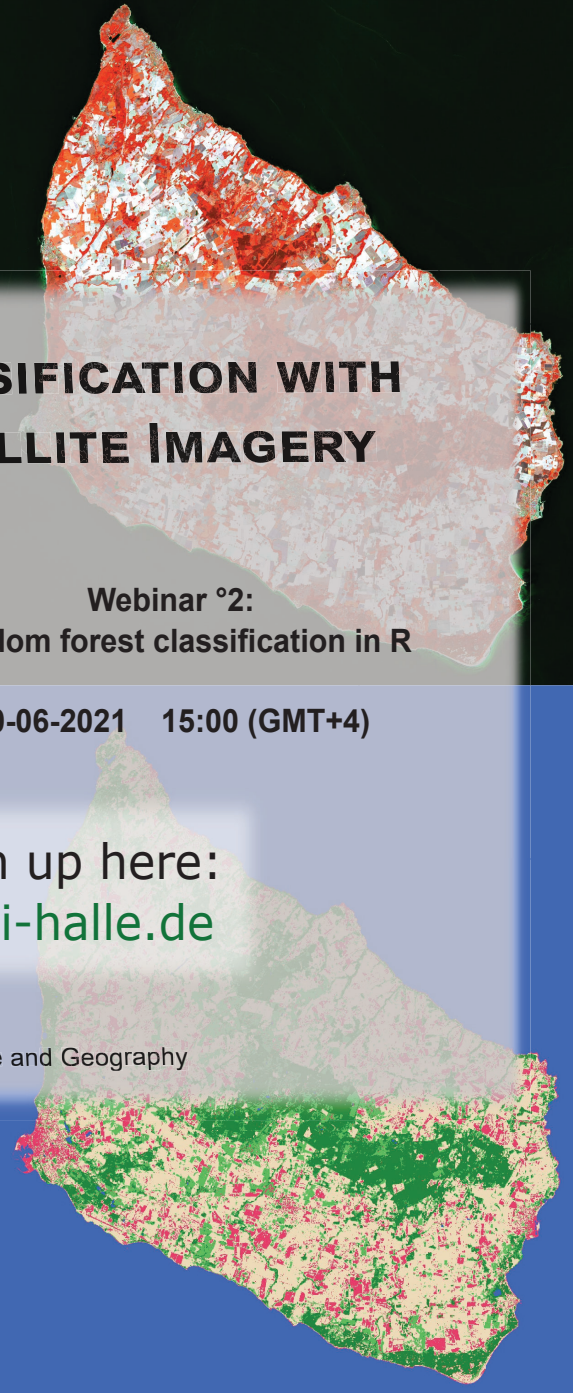 SIFICATION WITH
LLITE IMAGERY
Webinar °2:
dom forest classification in R
0-06-2021 15:00 (GMT+4)
n up here:
i-halle.de
e and Geography